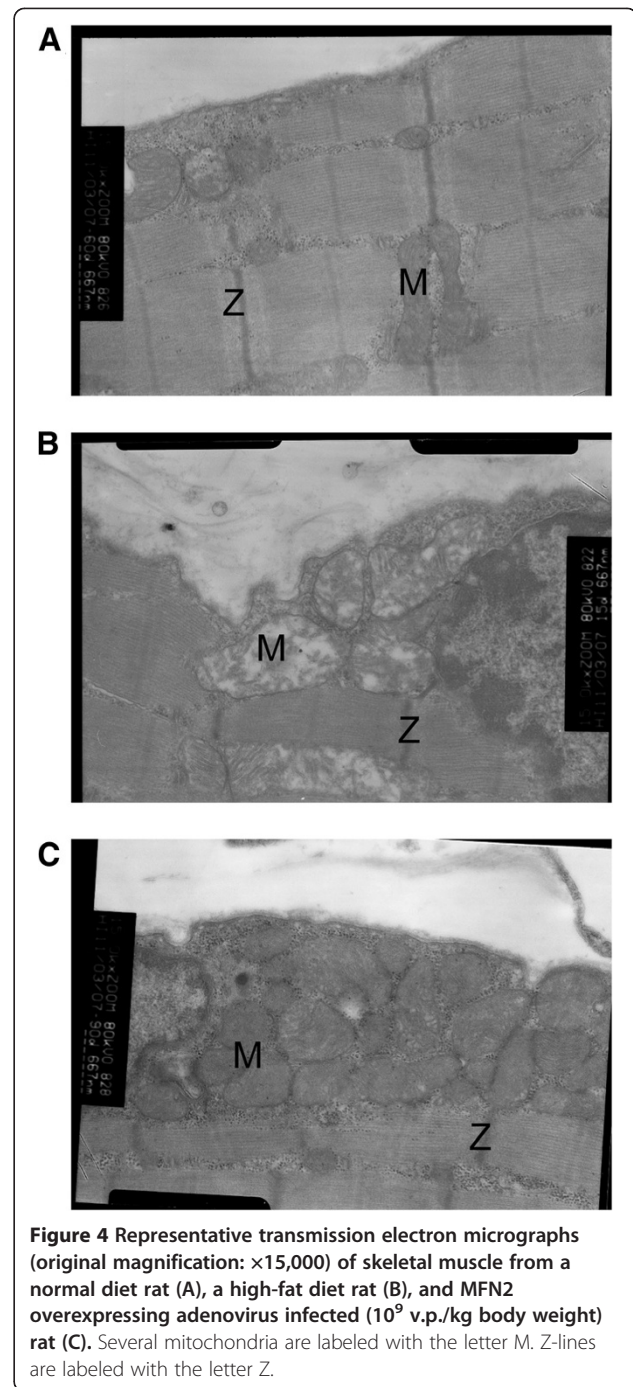 A
M
Z
B
M
Z
C
M
Z
Figure 4 Representative transmission electron micrographs
(original magnification: ×15,000) of skeletal muscle from a
normal diet rat (A), a high-fat diet rat (B), and MFN2
overexpressing adenovirus infected (10⁹ v.p./kg body weight)
rat (C). Several mitochondria are labeled with the letter M. Z-lines
are labeled with the letter Z.